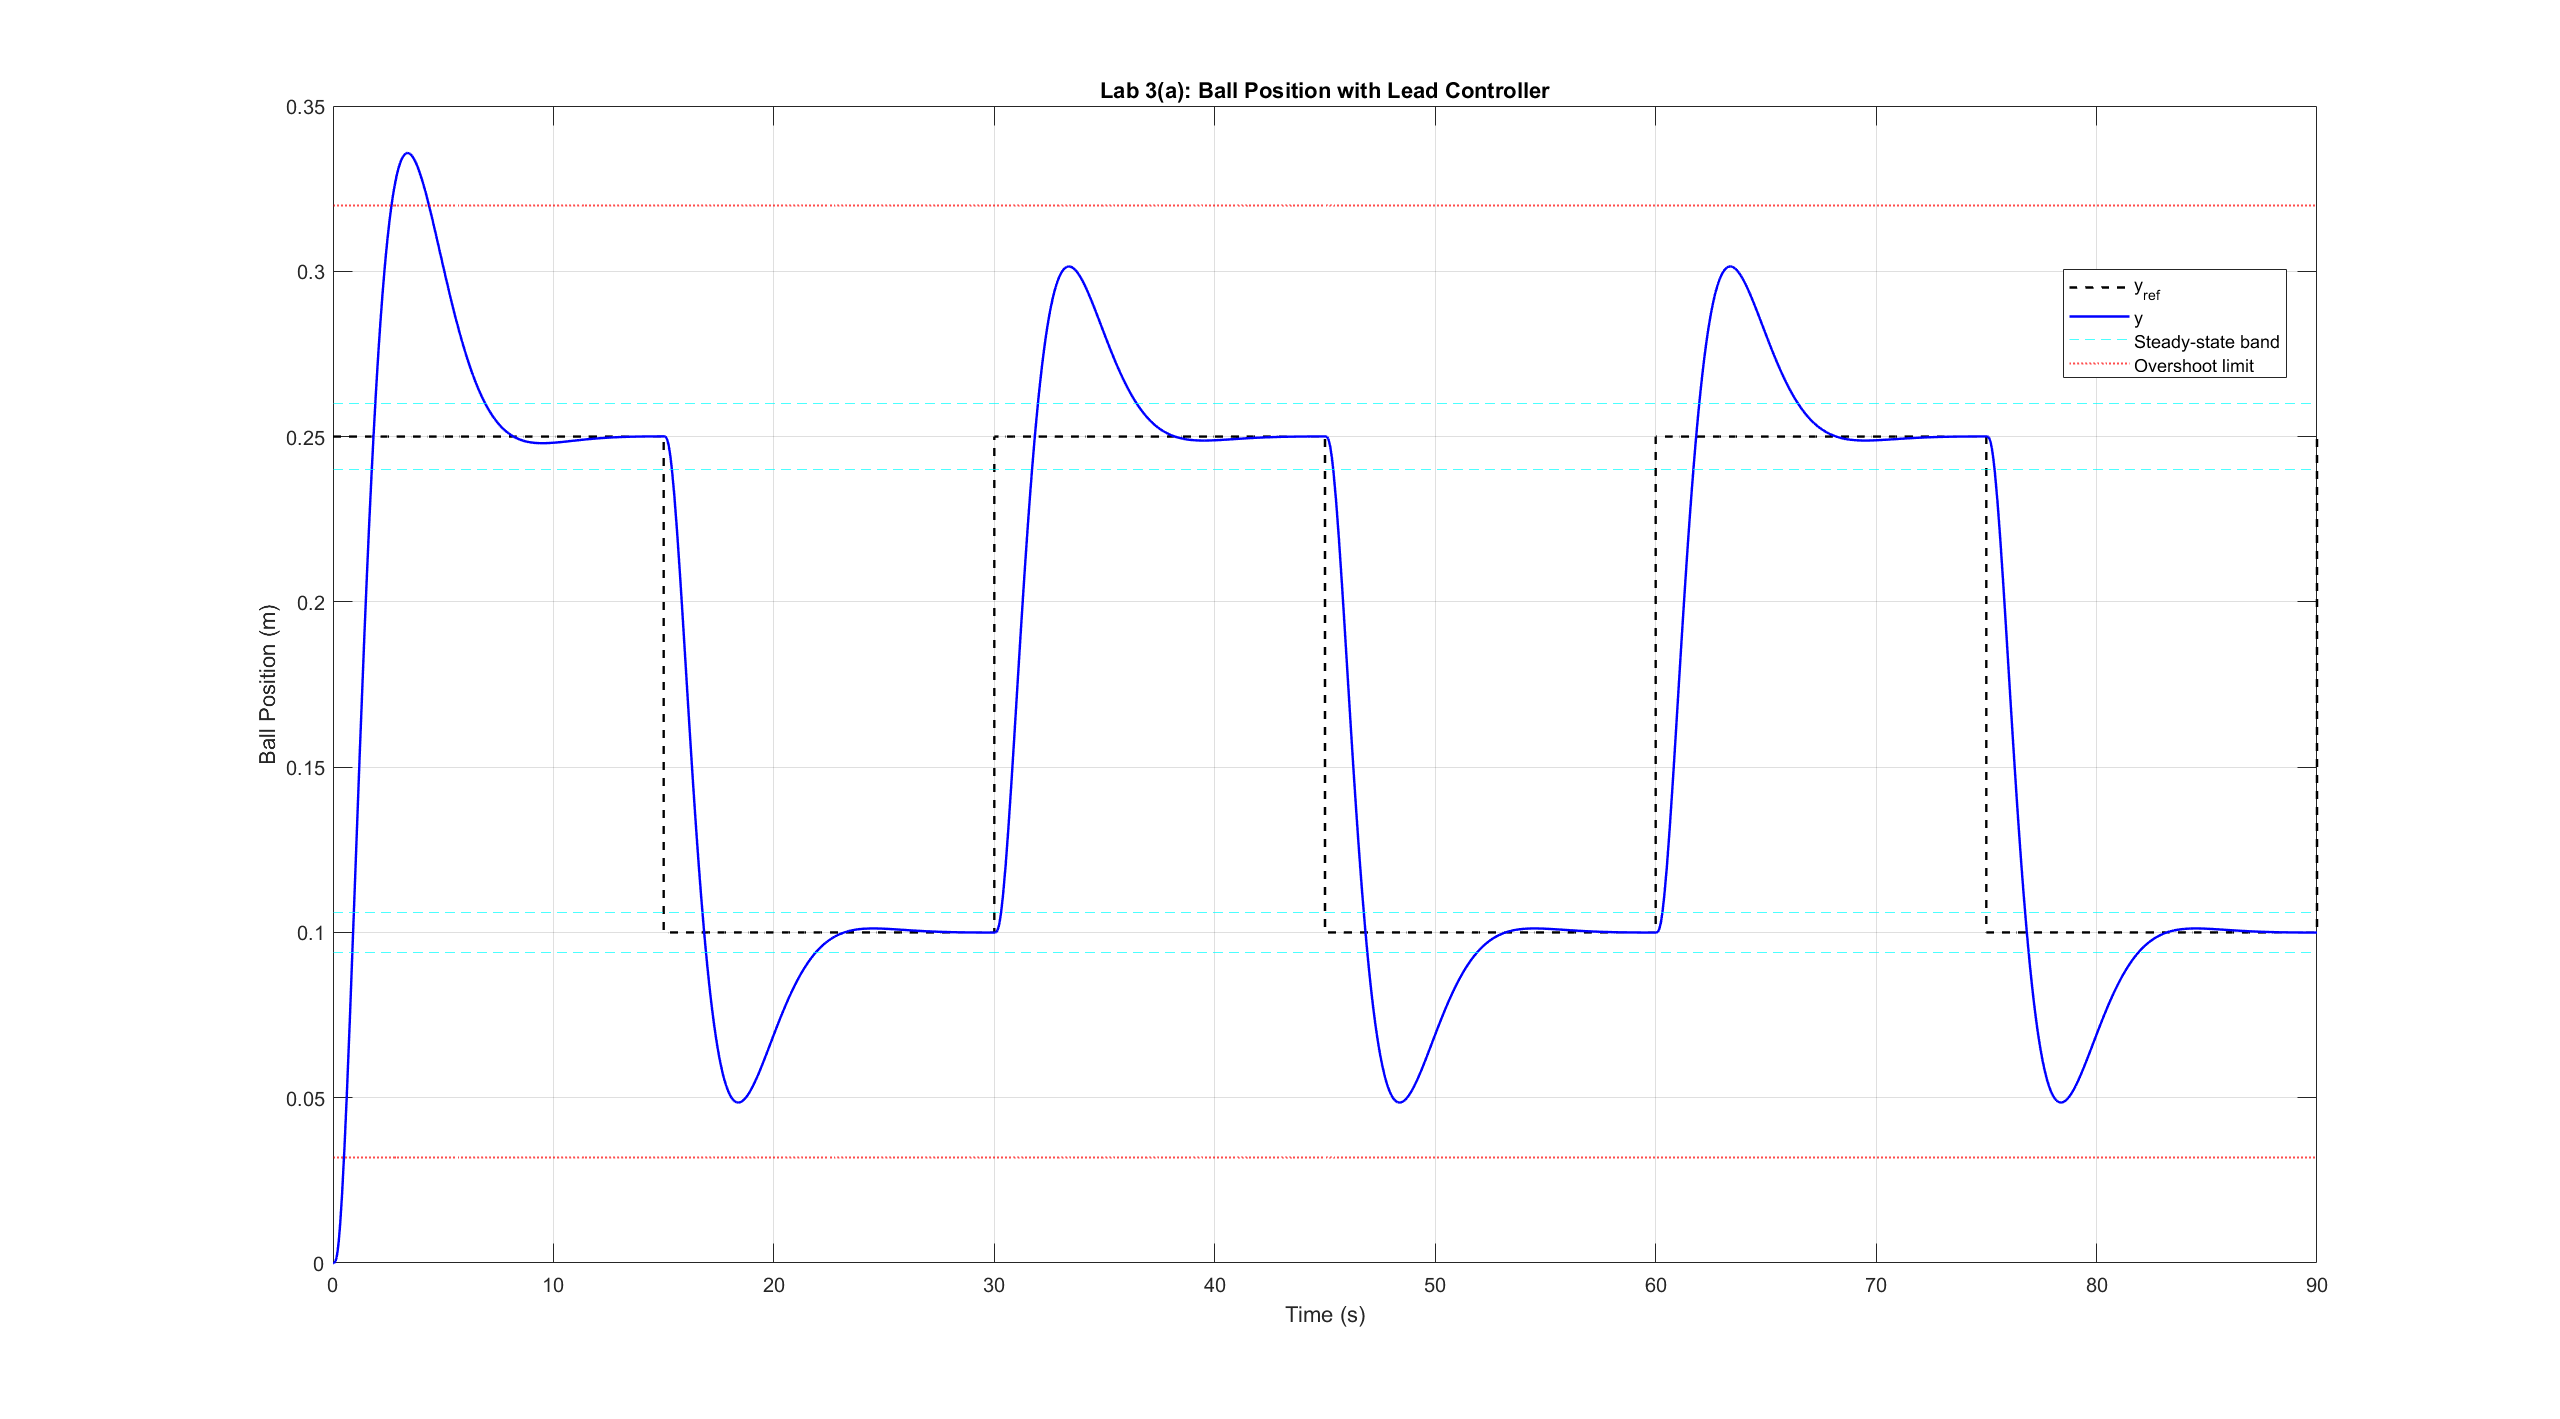 Lab 3(a): Ball Position with Lead Controller
0.35
0.3
0.25
0.2
0.15
0.1
0.05
0
Ball Position (m)
y_ref
y
Steady-state band
Overshoot limit
0 10 20 30 40 50 60 70 80 90
Time (s)